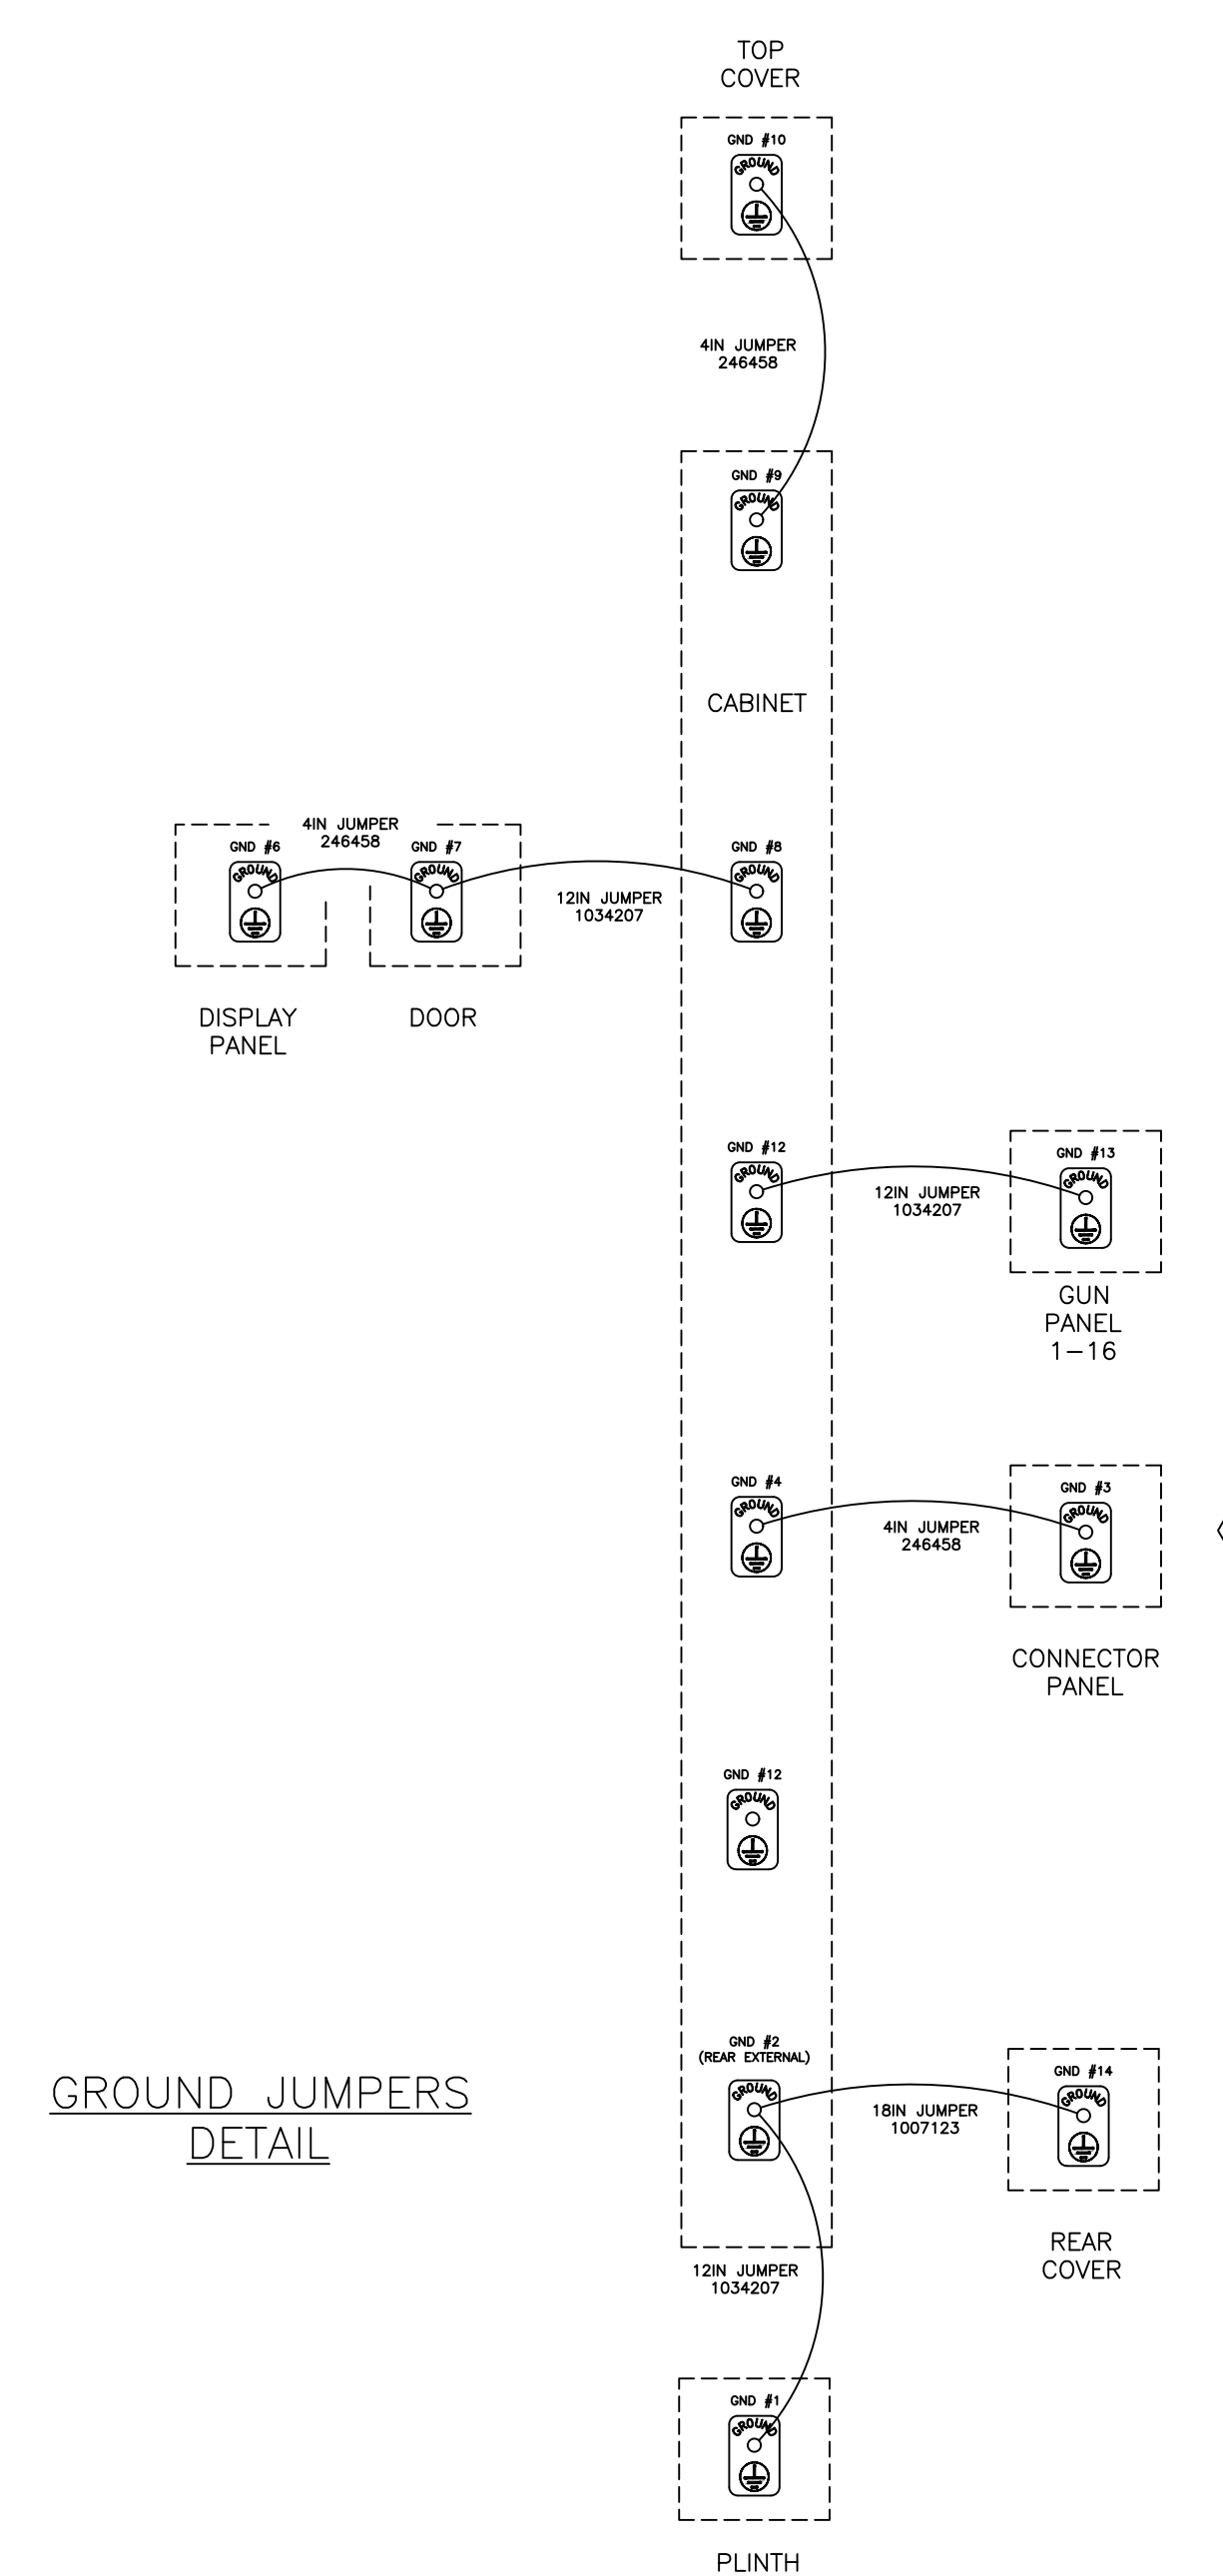 TOP
COVER
GND #10
GROUND
4IN JUMPER
246458
GND #9
GROUND
CABINET
4IN JUMPER
246458
GND #6
GROUND
GND #7
GROUND
12IN JUMPER
1034207
GND #8
GROUND
DISPLAY
PANEL
DOOR
GND #12
GROUND
12IN JUMPER
1034207
GND #13
GROUND
GUN
PANEL
1-16
GND #4
GROUND
4IN JUMPER
246458
GND #3
GROUND
CONNECTOR
PANEL
GND #12
GROUND
GND #2
(REAR EXTERNAL)
GROUND
18IN JUMPER
1007123
GND #14
GROUND
REAR
COVER
GROUND JUMPERS
DETAIL
12IN JUMPER
1034207
GND #1
GROUND
PLINTH